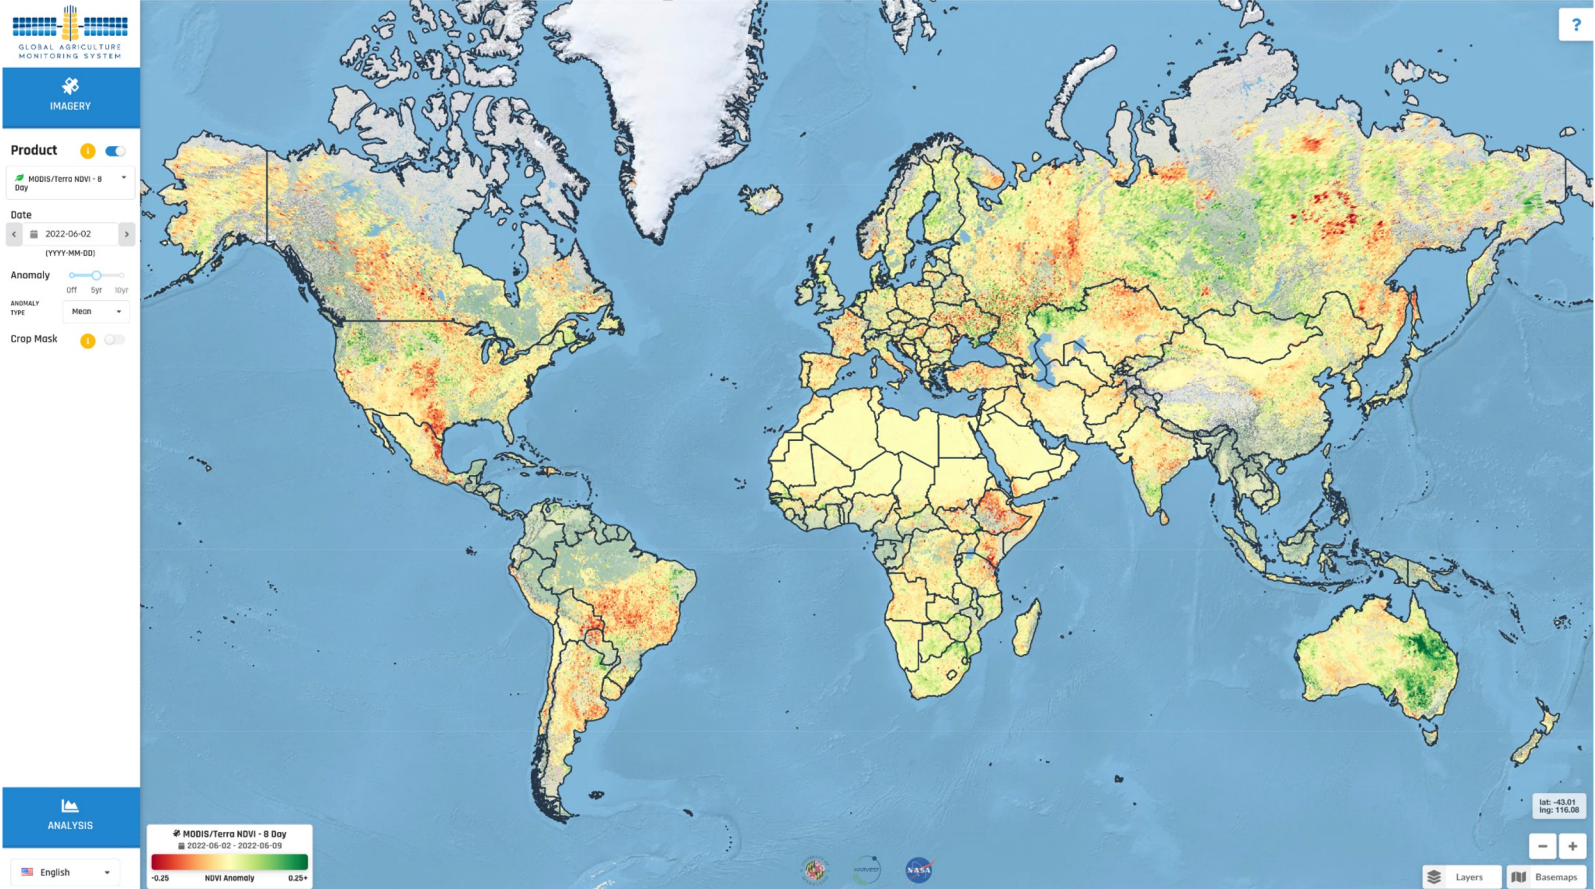 GLOBAL AGRICULTURE
MONITORING SYSTEM
IMAGERY
Product
MODIS/Terra NDVI - 8
Day
Date
2022-06-02
(YYYY-MM-DD)
Anomaly
Off 5yr 10yr
ANOMALY
TYPE
Mean
Crop Mask
ANALYSIS
English
?
MODIS/Terra NDVI - 8 Day
2022-06-02 - 2022-06-09
-0.25 NDVI Anomaly 0.25+
HARVEST
NASA
lat: -43.01
lng: 116.08
Layers
Basemaps